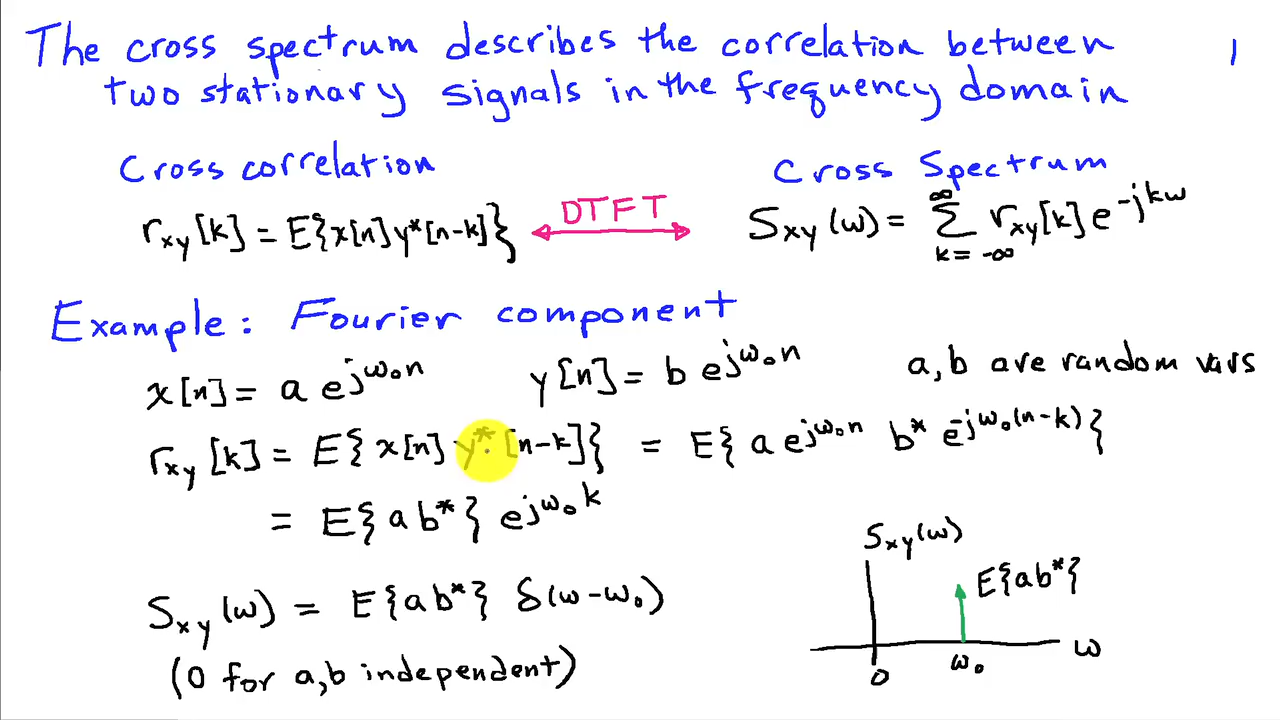 The cross spectrum describes the correlation between 1
two stationary signals in the frequency domain
Cross correlation Cross Spectrum
r_xy[k] = E{x[n]y*[n-k]} DTFT S_xy(ω) = ∑_{k=-∞}^{∞} r_xy[k] e^{-jkω}
Example: Fourier component
x[n] = a e^{jω₀n} y[n] = b e^{jω₀n} a,b are random vars
r_xy[k] = E{x[n] y*[n-k]} = E{a e^{jω₀n} b* e^{-jω₀(n-k)}}
= E{ab*} e^{jω₀k}
S_xy(ω) = E{ab*} δ(ω-ω₀)
(0 for a,b independent)
S_xy(ω)
E{ab*}
0 ω₀ ω